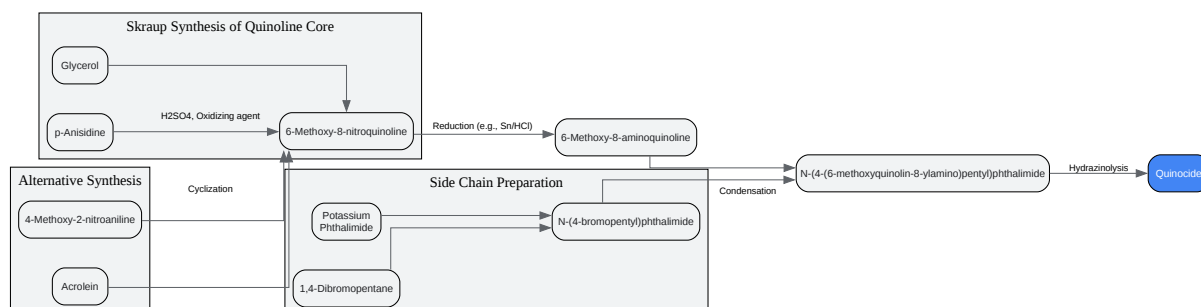 Skraup Synthesis of Quinoline Core
Glycerol
p-Anisidine
H2SO4, Oxidizing agent
6-Methoxy-8-nitroquinoline
Reduction (e.g., Sn/HCl)
6-Methoxy-8-aminoquinoline
Alternative Synthesis
4-Methoxy-2-nitroaniline
Cyclization
Acrolein
Side Chain Preparation
Potassium
Phthalimide
1,4-Dibromopentane
N-(4-bromopentyl)phthalimide
Condensation
N-(4-(6-methoxyquinolin-8-ylamino)pentyl)phthalimide
Hydrazinolysis
Quinocide